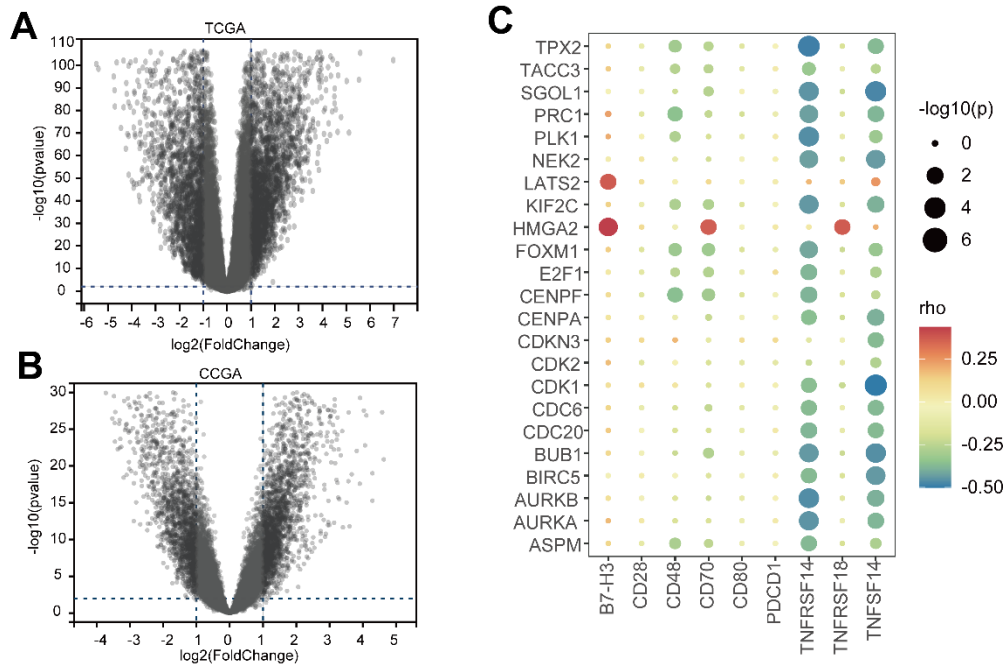 A
TCGA
110
100
90
80
70
60
50
40
30
20
10
0
-log10(pvalue)
-6 -5 -4 -3 -2 -1 0 1 2 3 4 5 6 7
log2(FoldChange)
B
CCGA
30
25
20
15
10
5
0
-log10(pvalue)
-4 -3 -2 -1 0 1 2 3 4 5
log2(FoldChange)
C
TPX2
TACC3
SGOL1
PRC1
PLK1
NEK2
LATS2
KIF2C
HMGA2
FOXM1
E2F1
CENPF
CENPA
CDKN3
CDK2
CDK1
CDC6
CDC20
BUB1
BIRC5
AURKB
AURKA
ASPM
B7-H3
CD28
CD48
CD70
CD80
PDCD1
TNFRSF14
TNFRSF18
TNFSF14
-log10(p)
0
2
4
6
rho
0.25
0.00
-0.25
-0.50